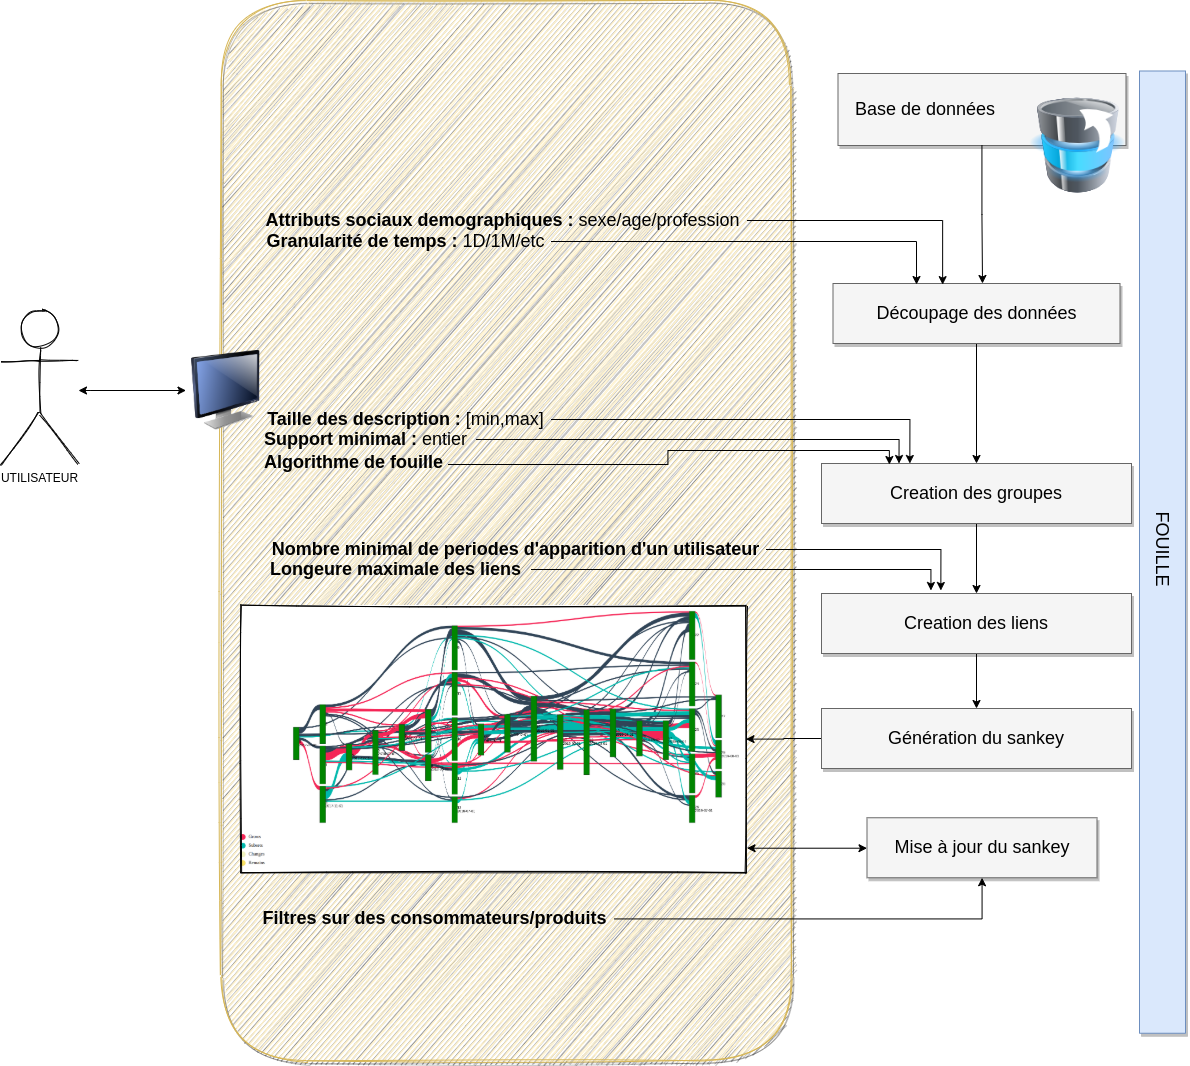 Base de données
Attributs sociaux demographiques : sexe/age/profession
Granularité de temps : 1D/1M/etc
Découpage des données
UTILISATEUR
Taille des description : [min,max]
Support minimal : entier
Algorithme de fouille
Creation des groupes
FOUILLE
Nombre minimal de periodes d'apparition d'un utilisateur
Longeure maximale des liens
Creation des liens
Génération du sankey
Mise à jour du sankey
Filtres sur des consommateurs/produits